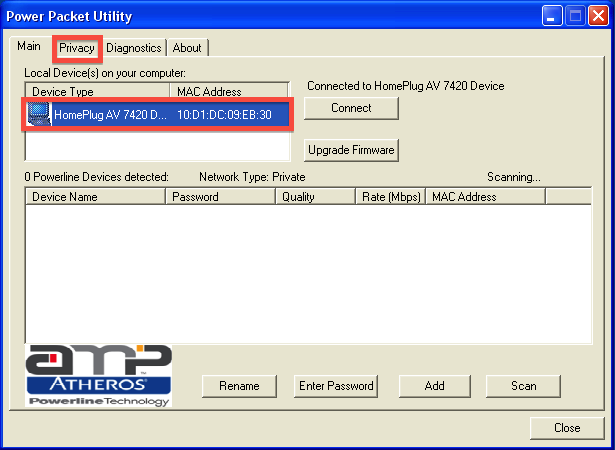 Power Packet Utility
Main Privacy Diagnostics About
Local Device(s) on your computer:
Device Type MAC Address
HomePlug AV 7420 D... 10:D1:DC:09:EB:30
Connected to HomePlug AV 7420 Device
Connect
Upgrade Firmware
0 Powerline Devices detected: Network Type: Private Scanning...
Device Name Password Quality Rate (Mbps) MAC Address
amp
ATHEROS®
Powerline Technology
Rename Enter Password Add Scan
Close